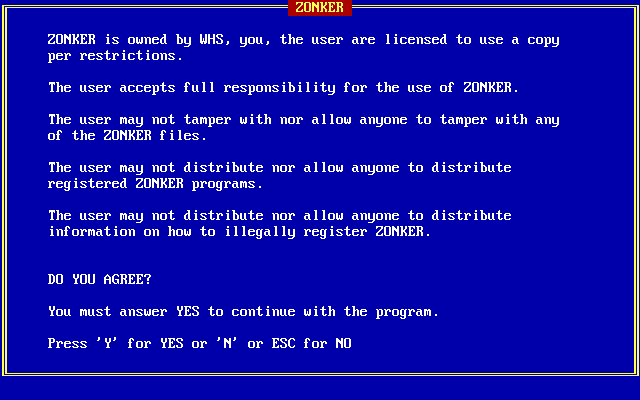 ZONKER
ZONKER is owned by WHS, you, the user are licensed to use a copy
per restrictions.
The user accepts full responsibility for the use of ZONKER.
The user may not tamper with nor allow anyone to tamper with any
of the ZONKER files.
The user may not distribute nor allow anyone to distribute
registered ZONKER programs.
The user may not distribute nor allow anyone to distribute
information on how to illegally register ZONKER.
DO YOU AGREE?
You must answer YES to continue with the program.
Press 'Y' for YES or 'N' or ESC for NO